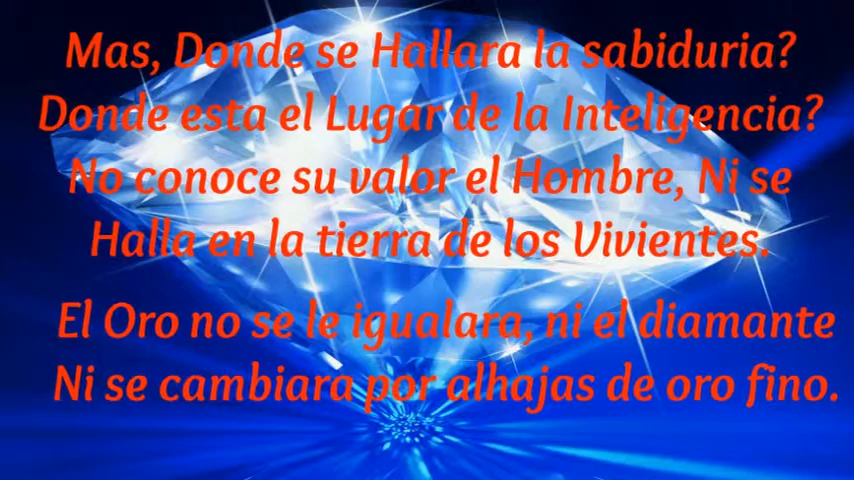 Mas, Donde se Hallara la sabiduria?
Donde esta el Lugar de la Inteligencia?
No conoce su valor el Hombre, Ni se
Halla en la tierra de los Vivientes.
El Oro no se le igualara, ni el diamante
Ni se cambiara por alhajas de oro fino.